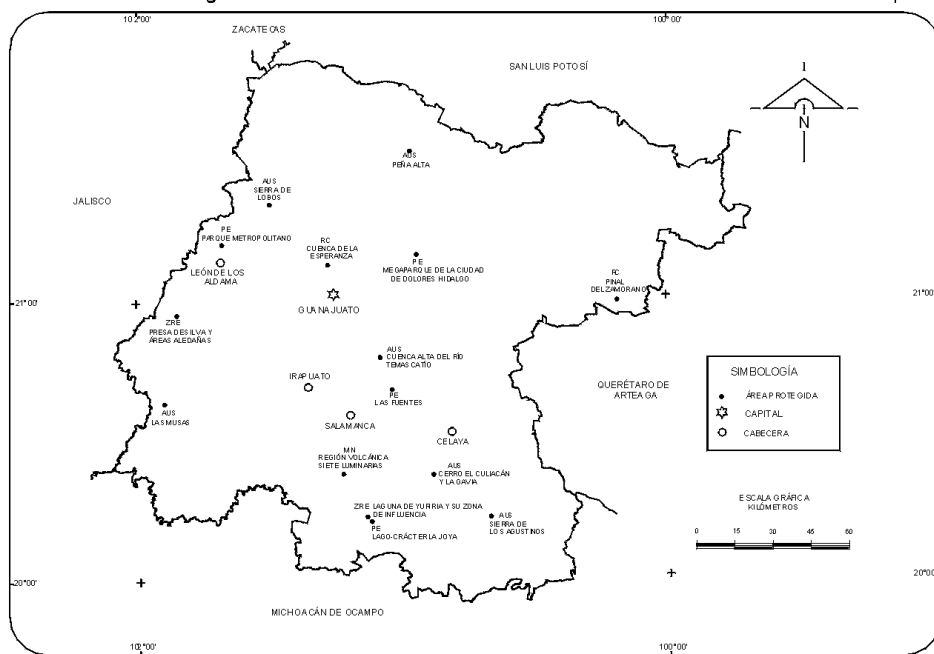 102°00'
100°00'
ZACATECAS
SAN LUIS POTOSÍ
I
N
AUS
PEÑA ALTA
AUS
SIERRA DE
LOBOS
JALISCO
PE
PARQUE METROPOLITANO
RC
CUENCA DE LA
ESPERANZA
PE
MEGAPARQUE DE LA CIUDAD
DE DOLORES HIDALGO
LEÓN DE LOS
ALDAMA
RC
PINAL
DEL ZAMORANO
21°00'
21°00'
GUANAJUATO
ZRE
PRESA DE SILVA Y
ÁREAS ALEDAÑAS
AUS
CUENCA ALTA DEL RÍO
TEMASCATÍO
IRAPUATO
PE
LAS FUENTES
QUERÉTARO DE
ARTEAGA
SIMBOLOGÍA
ÁREA PROTEGIDA
CAPITAL
CABECERA
AUS
LAS MUSAS
SALAMANCA
CELAYA
MN
REGIÓN VOLCÁNICA
SIETE LUMINARIAS
AUS
CERRO EL CULIACÁN
Y LA GAVIA
ZRE LAGUNA DE YURIRIA Y SU ZONA
DE INFLUENCIA
PE
LAGO-CRÁCTER LA JOYA
AUS
SIERRA DE
LOS AGUSTINOS
ESCALA GRÁFICA
KILÓMETROS
0 15 30 45 60
20°00'
20°00'
MICHOACÁN DE OCAMPO
102°00'
100°00'